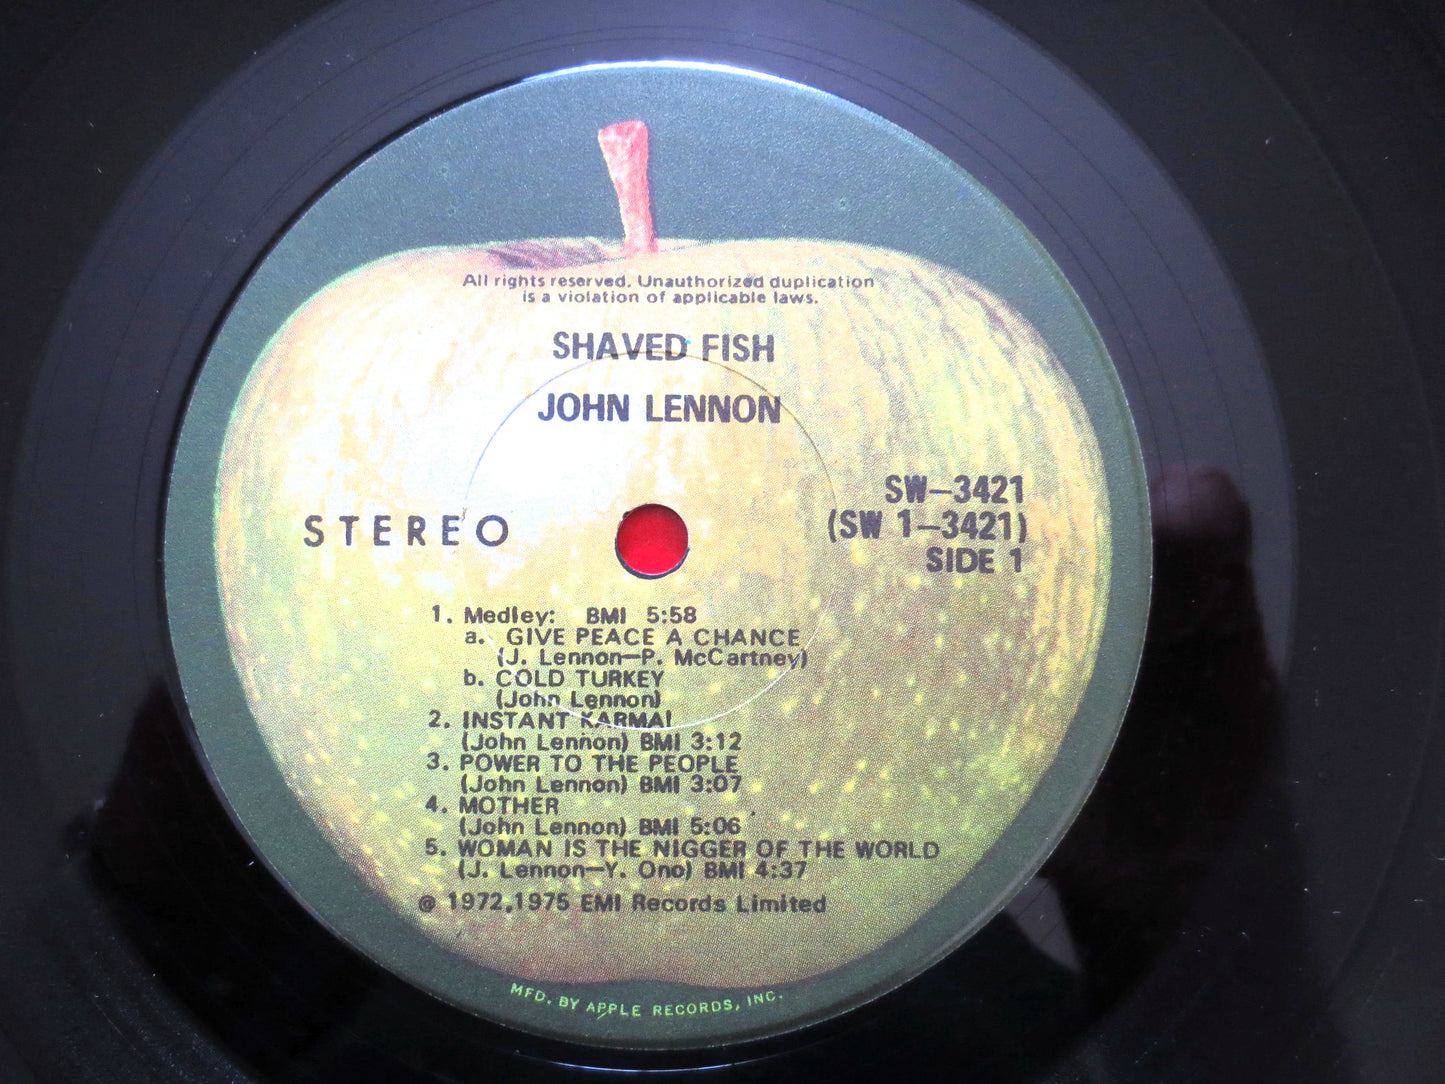 All rights reserved. Unauthorized duplication
is a violation of applicable laws.
SHAVED FISH
JOHN LENNON
STEREO
SW-3421
(SW 1-3421)
SIDE 1
1. Medley: BMI 5:58
a. GIVE PEACE A CHANCE
(J. Lennon-P. McCartney)
b. COLD TURKEY
(John Lennon)
2. INSTANT KARMA!
(John Lennon) BMI 3:12
3. POWER TO THE PEOPLE
(John Lennon) BMI 3:07
4. MOTHER
(John Lennon) BMI 5:06
5. WOMAN IS THE NIGGER OF THE WORLD
(J. Lennon-Y. Ono) BMI 4:37
℗ 1972,1975 EMI Records Limited
MFD. BY APPLE RECORDS, INC.